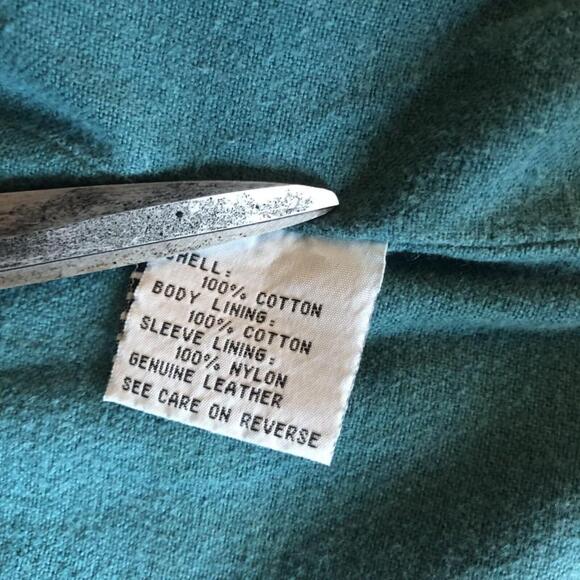 SHELL:
100% COTTON
BODY LINING:
100% COTTON
SLEEVE LINING:
100% NYLON
GENUINE LEATHER
SEE CARE ON REVERSE